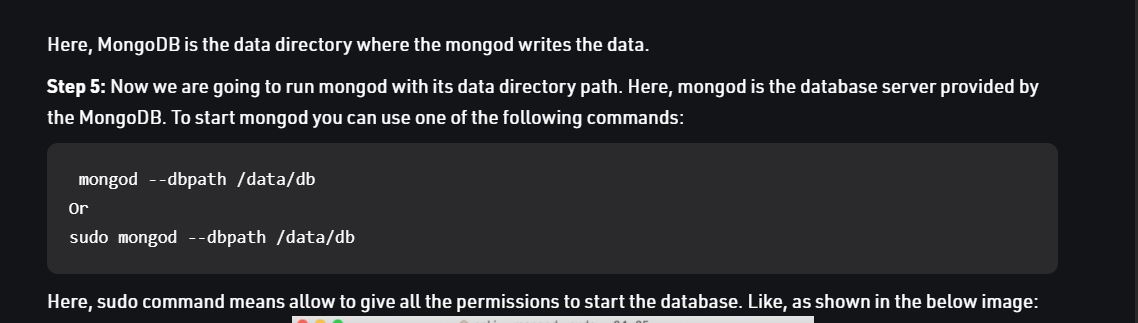 Here, MongoDB is the data directory where the mongod writes the data.
Step 5: Now we are going to run mongod with its data directory path. Here, mongod is the database server provided by
the MongoDB. To start mongod you can use one of the following commands:
mongod --dbpath /data/db
Or
sudo mongod --dbpath /data/db
Here, sudo command means allow to give all the permissions to start the database. Like, as shown in the below image: